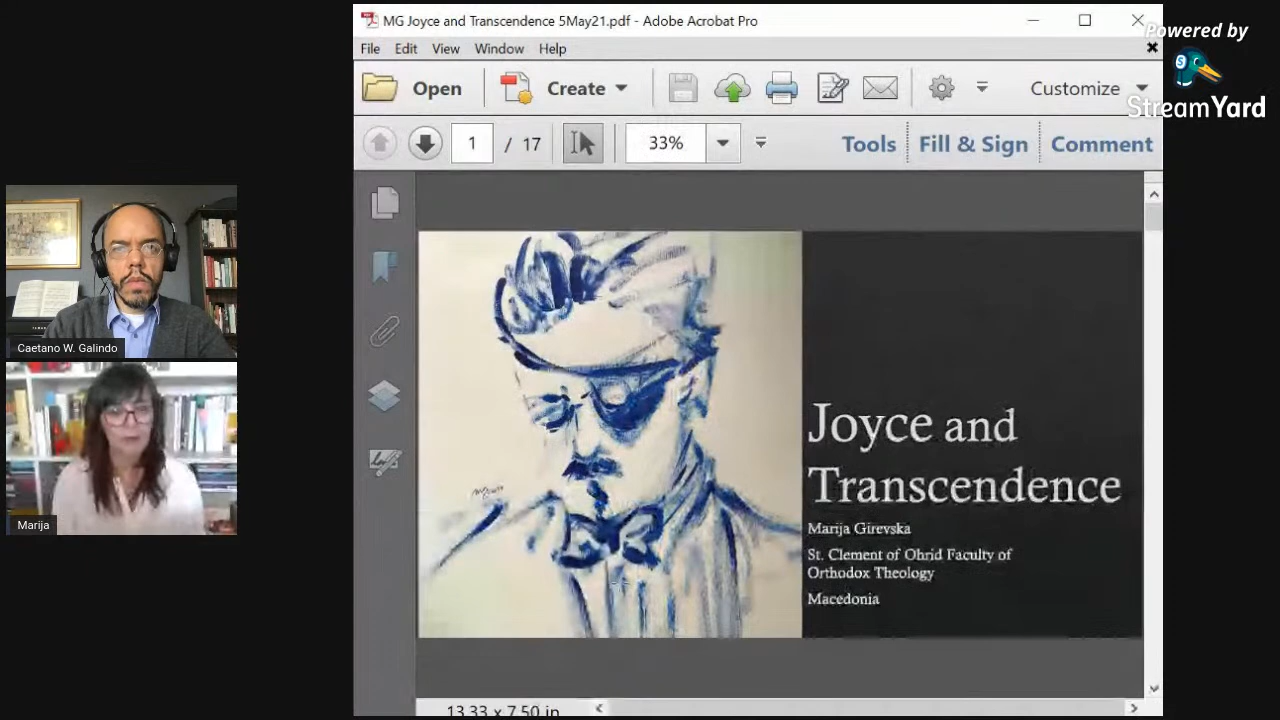 MG Joyce and Transcendence 5May21.pdf - Adobe Acrobat Pro
Powered by
StreamYard
File Edit View Window Help
Open
Create
Customize
1 / 17
33%
Tools
Fill & Sign
Comment
Caetano W. Galindo
Marija
Joyce and
Transcendence
Marija Girevska
St. Clement of Ohrid Faculty of
Orthodox Theology
Macedonia
13.33 x 7.50 in